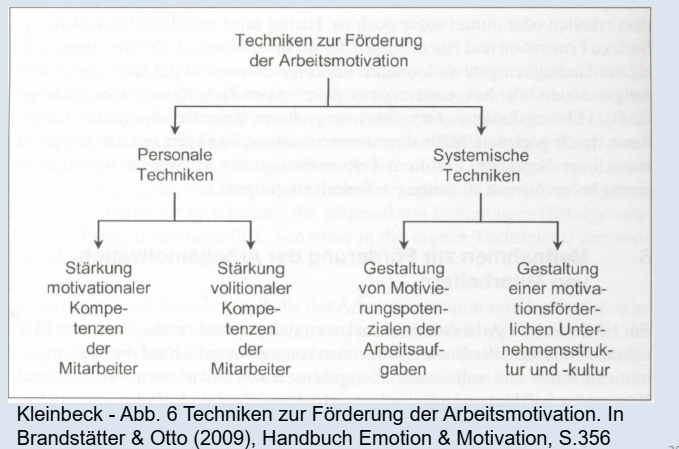 Techniken zur Förderung
der Arbeitsmotivation
Personale
Techniken
Systemische
Techniken
Stärkung
motivationaler
Kompe-
tenzen
der
Mitarbeiter
Stärkung
volitionaler
Kompe-
tenzen
der
Mitarbeiter
Gestaltung
von Motivie-
rungspoten-
zialen der
Arbeitsauf-
gaben
Gestaltung
einer motiva-
tionsförder-
lichen Unter-
nehmensstruk-
tur und -kultur
Kleinbeck - Abb. 6 Techniken zur Förderung der Arbeitsmotivation. In
Brandstätter & Otto (2009), Handbuch Emotion & Motivation, S.356